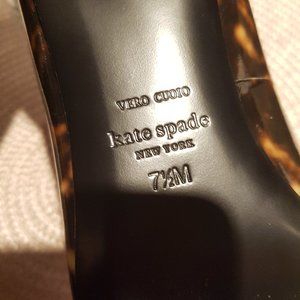 VERO CUOIO
kate spade
NEW YORK
7½M